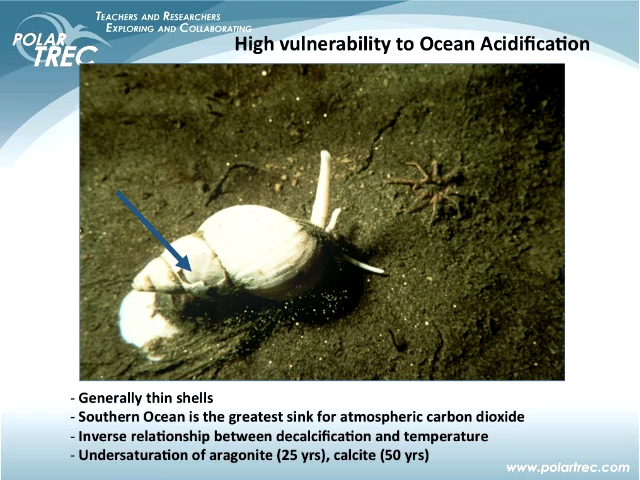 TEACHERS AND RESEARCHERS
EXPLORING AND COLLABORATING
POLAR
TREC
High vulnerability to Ocean Acidification
- Generally thin shells
- Southern Ocean is the greatest sink for atmospheric carbon dioxide
- Inverse relationship between decalcification and temperature
- Undersaturation of aragonite (25 yrs), calcite (50 yrs)
www.polartrec.com